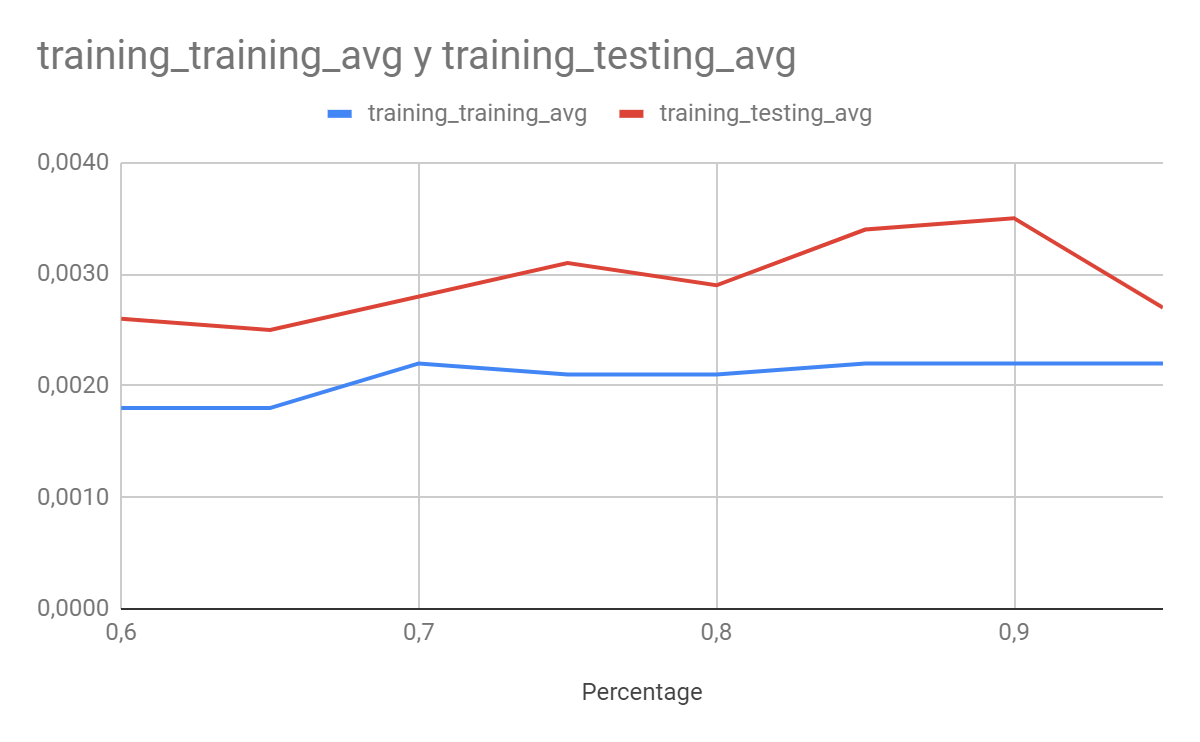 training_training_avg y training_testing_avg
training_training_avg training_testing_avg
0,0040
0,0030
0,0020
0,0010
0,0000
0,6 0,7 0,8 0,9
Percentage